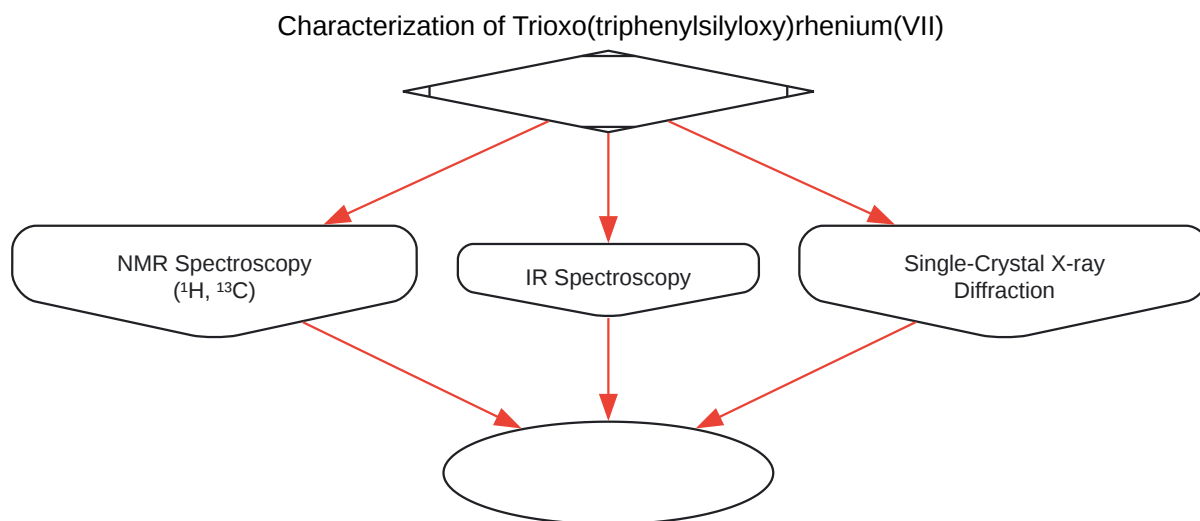 Characterization of Trioxo(triphenylsilyloxy)rhenium(VII)
NMR Spectroscopy
(¹H, ¹³C)
IR Spectroscopy
Single-Crystal X-ray
Diffraction